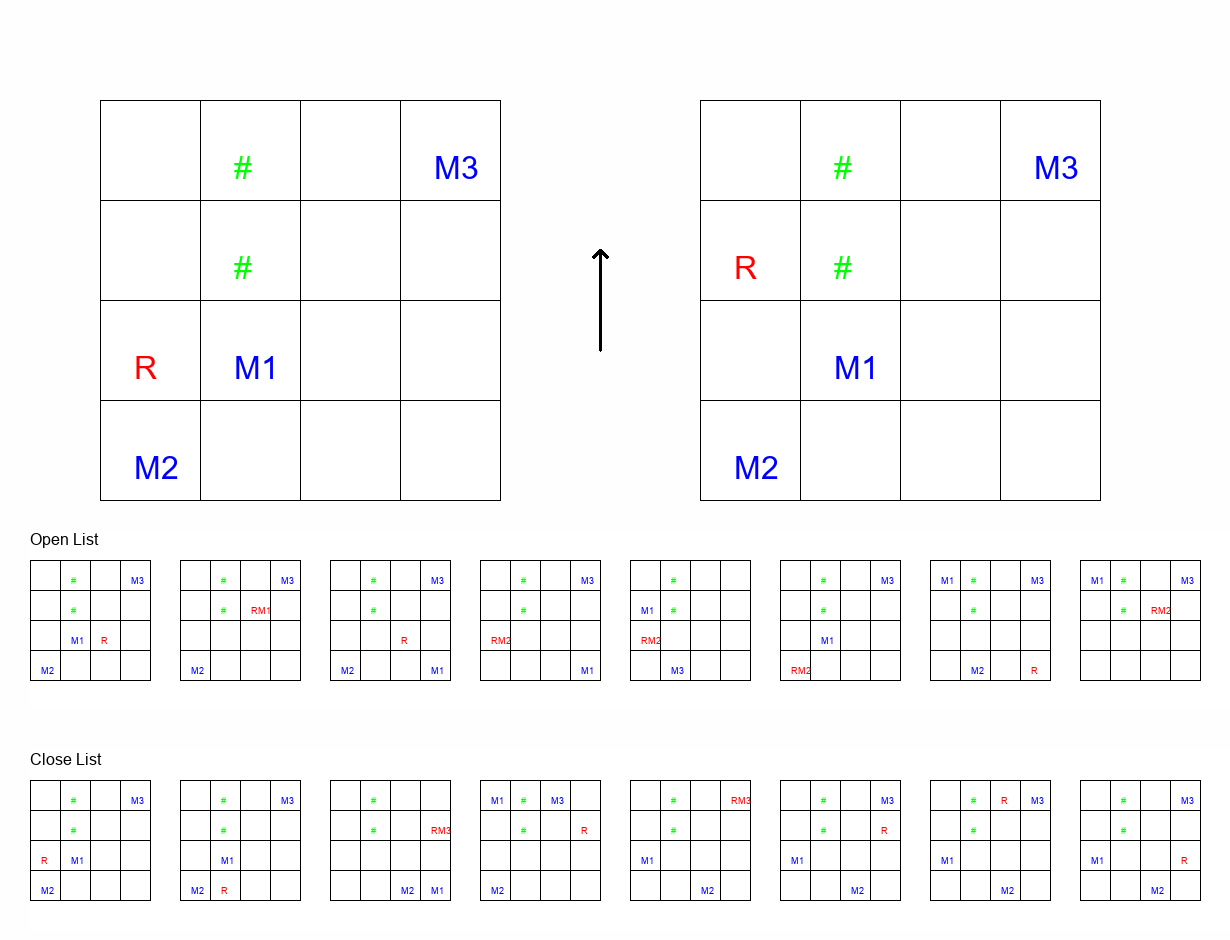 # # M3
# R #
R M1 M1
M2 M2
Open List
# M3 # M3 # M3 # M3 # # M3 M1 # M3 M1 # M3
# # RM1 # # M1 # # # # RM2
M1 R R RM2 RM2 M1
M2 M2 M2 M1 M1 M3 RM2 M2 R
Close List
# M3 # M3 # M1 # M3 # RM3 # M3 # R M3 # M3
# # # RM3 # R # # R # #
R M1 M1 M1 M1 M1 M1 R
M2 M2 R M2 M1 M2 M2 M2 M2 M2